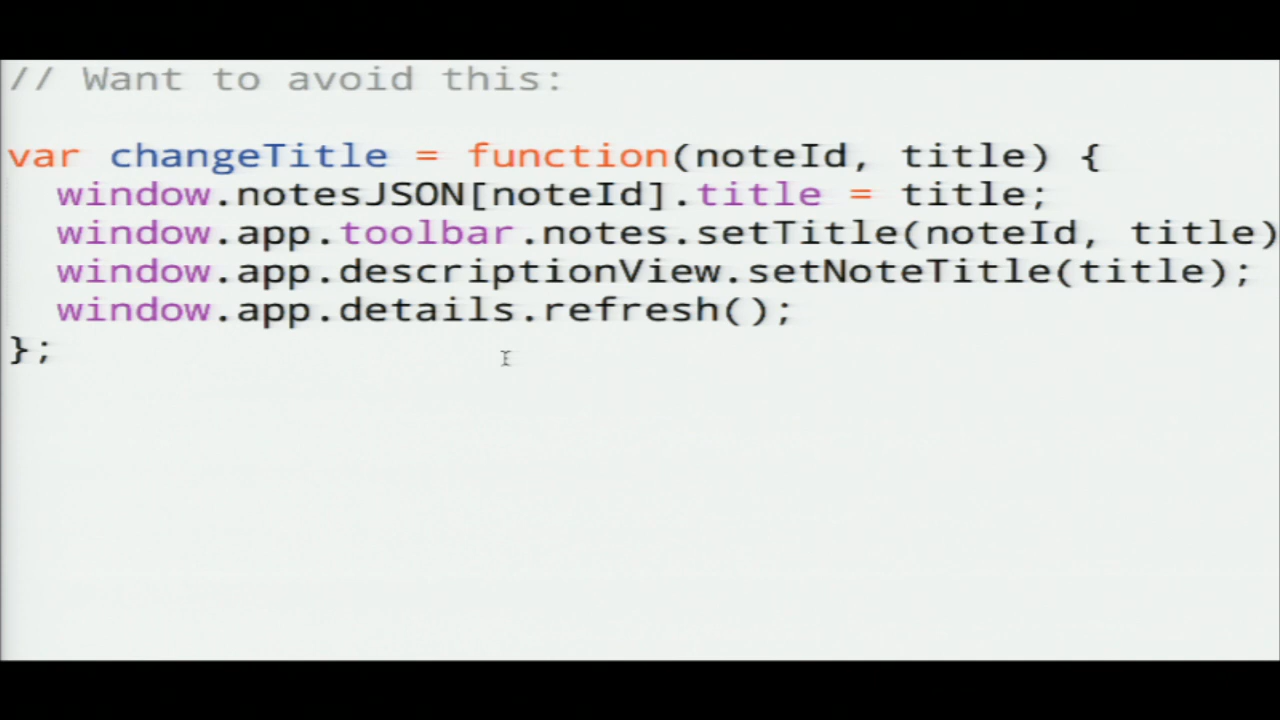 // Want to avoid this:
var changeTitle = function(noteId, title) {
window.notesJSON[noteId].title = title;
window.app.toolbar.notes.setTitle(noteId, title)
window.app.descriptionView.setNoteTitle(title);
window.app.details.refresh();
};